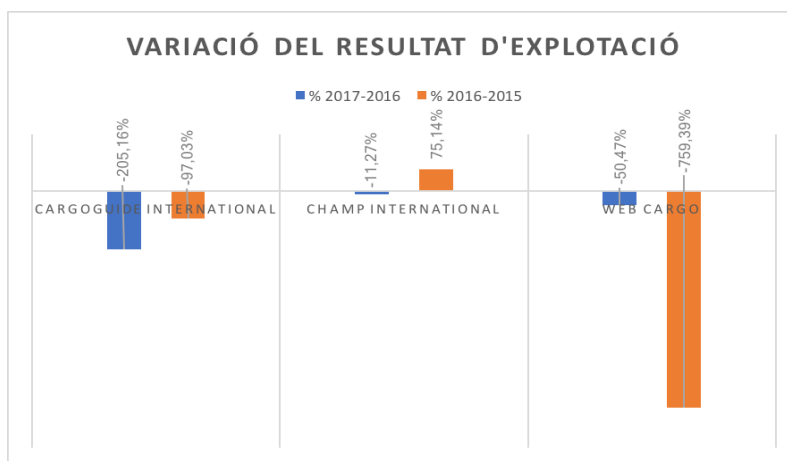 VARIACIÓ DEL RESULTAT D'EXPLOTACIÓ
% 2017-2016 % 2016-2015
-205,16%
-97,03%
-11,27%
75,14%
-50,47%
-759,39%
CARGOGUIDE INTERNATIONAL CHAMP INTERNATIONAL WEB CARGO